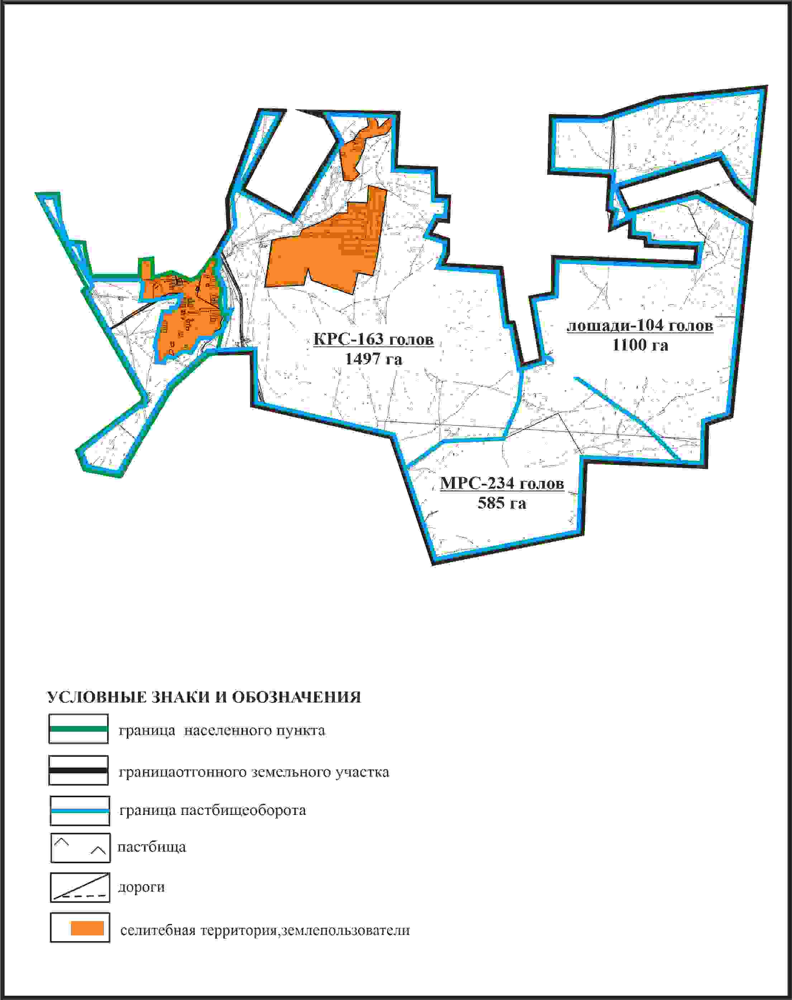 лошади-104 голов
1100 га
КРС-163 голов
1497 га
МРС-234 голов
585 га
УСЛОВНЫЕ ЗНАКИ И ОБОЗНАЧЕНИЯ
граница населенного пункта
границаотгонного земельного участка
граница пастбищеоборота
пастбища
дороги
селитебная территория,землепользователи